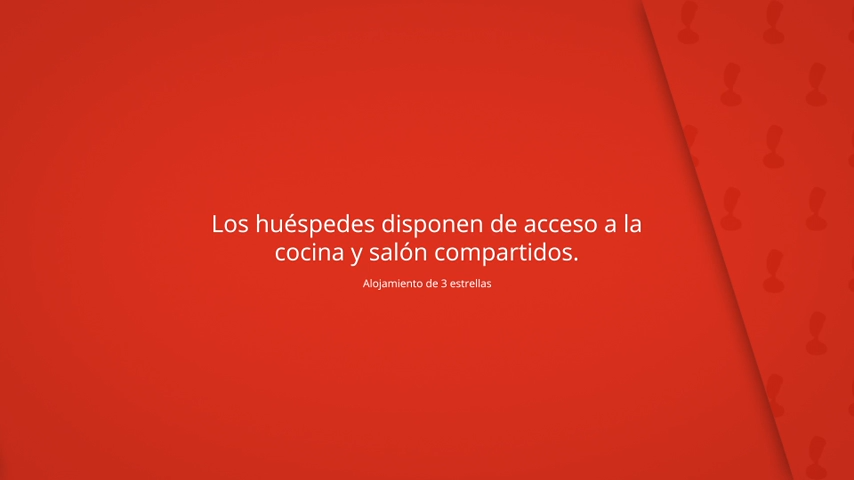 Los huéspedes disponen de acceso a la
cocina y salón compartidos.
Alojamiento de 3 estrellas